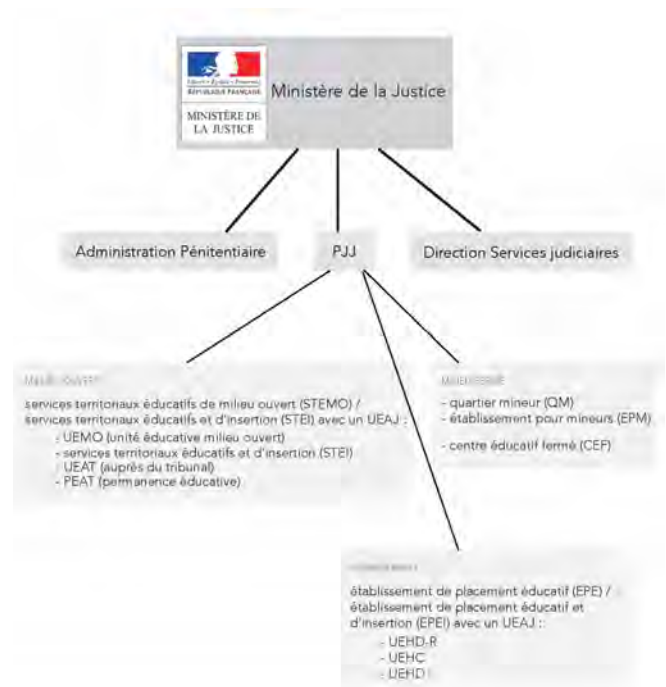 Liberté • Égalité • Fraternité
RÉPUBLIQUE FRANÇAISE
MINISTÈRE DE
LA JUSTICE
Ministère de la Justice
Administration Pénitentiaire
PJJ
Direction Services judiciaires
MILIEU OUVERT
services territoriaux éducatifs de milieu ouvert (STEMO) /
services territoriaux éducatifs et d'insertion (STEI) avec un UEAJ :
- UEMO (unité éducative milieu ouvert)
- services territoriaux éducatifs et d'insertion (STEI)
- UEAT (auprès du tribunal)
- PEAT (permanence éducative)
MILIEU FERMÉ
- quartier mineur (QM)
- établissement pour mineurs (EPM)
- centre éducatif fermé (CEF)
établissement de placement éducatif (EPE) /
établissement de placement éducatif et
d'insertion (EPEI) avec un UEAJ :
- UEHD-R
- UEHC
- UEHD